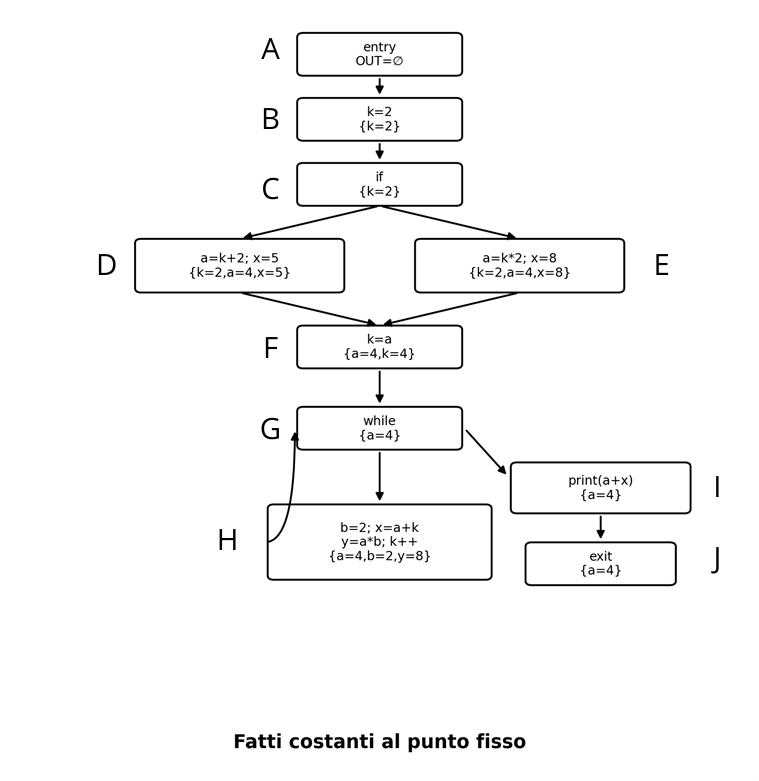 A
entry
OUT=∅
B
k=2
{k=2}
C
if
{k=2}
D
a=k+2; x=5
{k=2,a=4,x=5}
a=k*2; x=8
{k=2,a=4,x=8}
E
F
k=a
{a=4,k=4}
G
while
{a=4}
print(a+x)
{a=4}
I
H
b=2; x=a+k
y=a*b; k++
{a=4,b=2,y=8}
exit
{a=4}
J
Fatti costanti al punto fisso